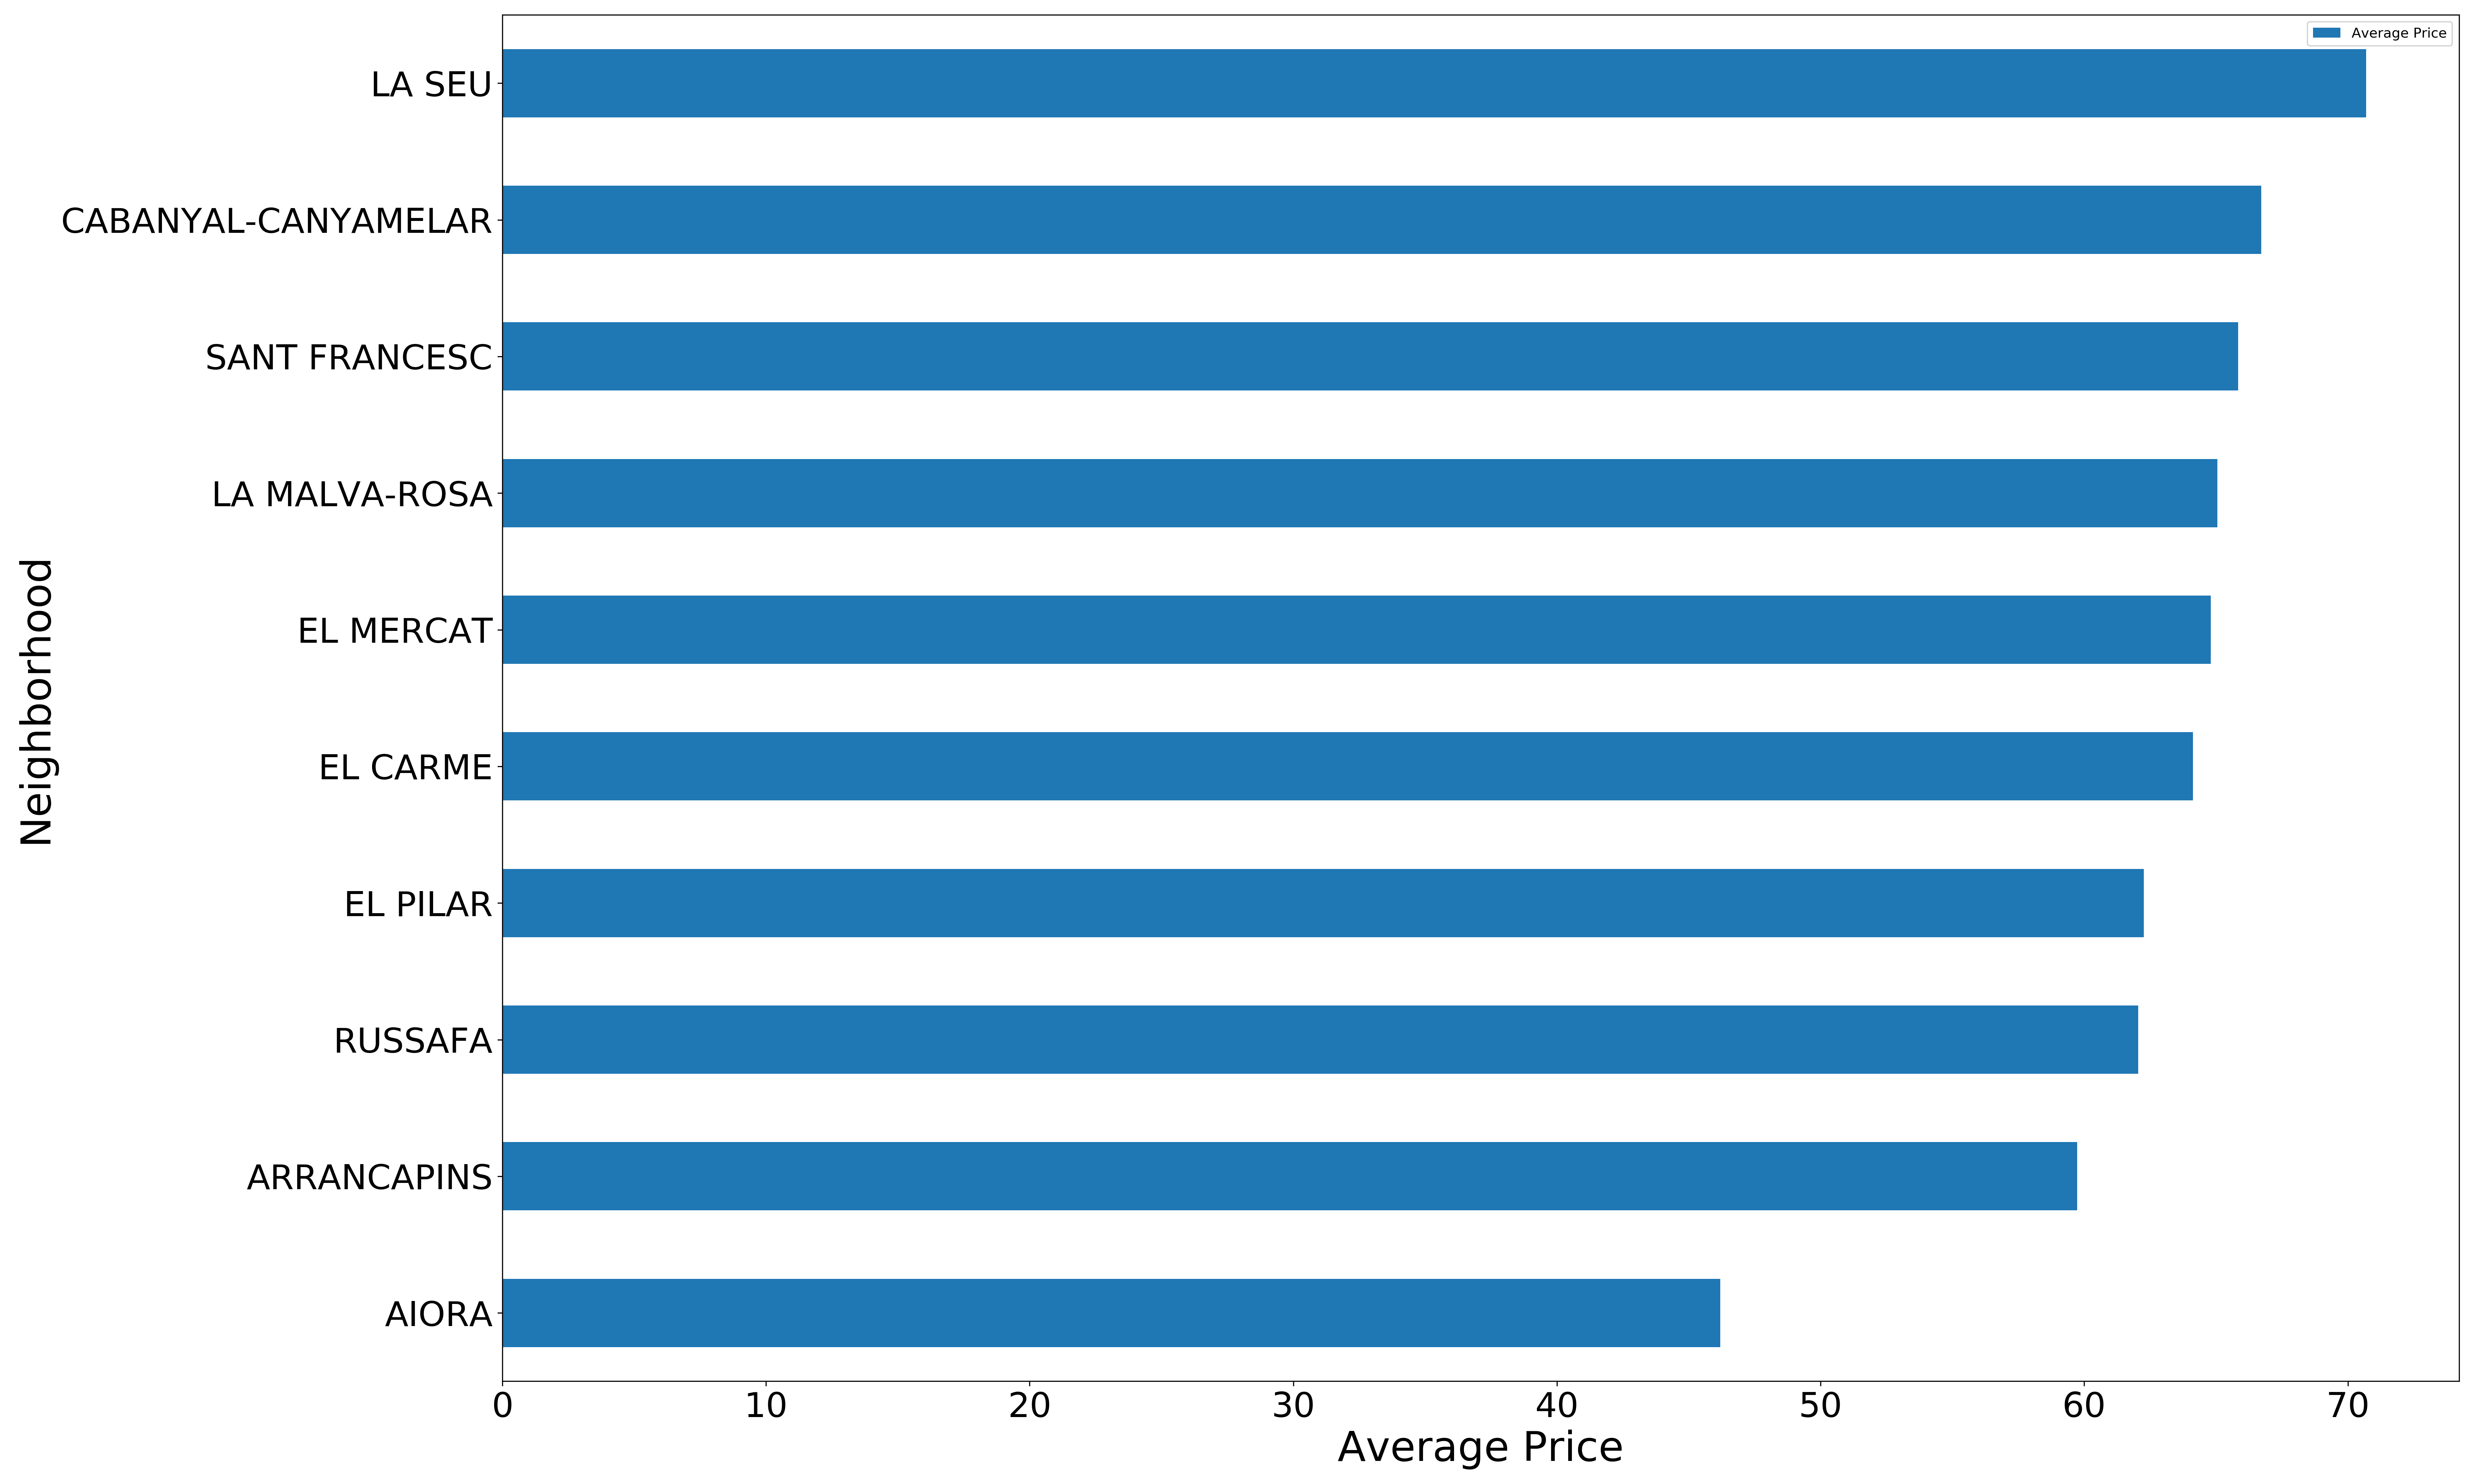 Average Price
LA SEU
CABANYAL-CANYAMELAR
SANT FRANCESC
LA MALVA-ROSA
EL MERCAT
EL CARME
EL PILAR
RUSSAFA
ARRANCAPINS
AIORA
Neighborhood
0 10 20 30 40 50 60 70
Average Price